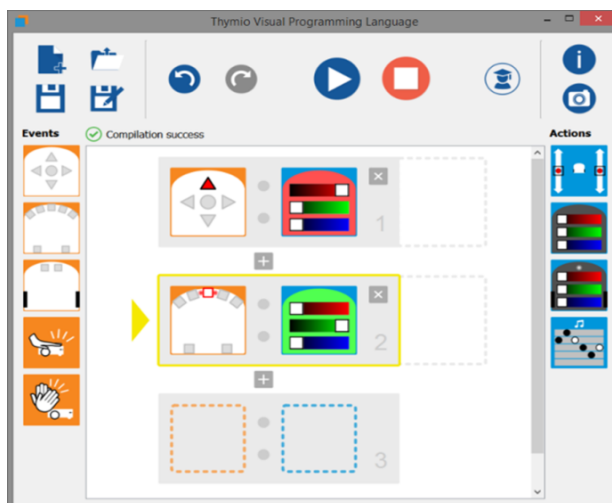 Thymio Visual Programming Language
Events
Compilation success
Actions
1
2
3